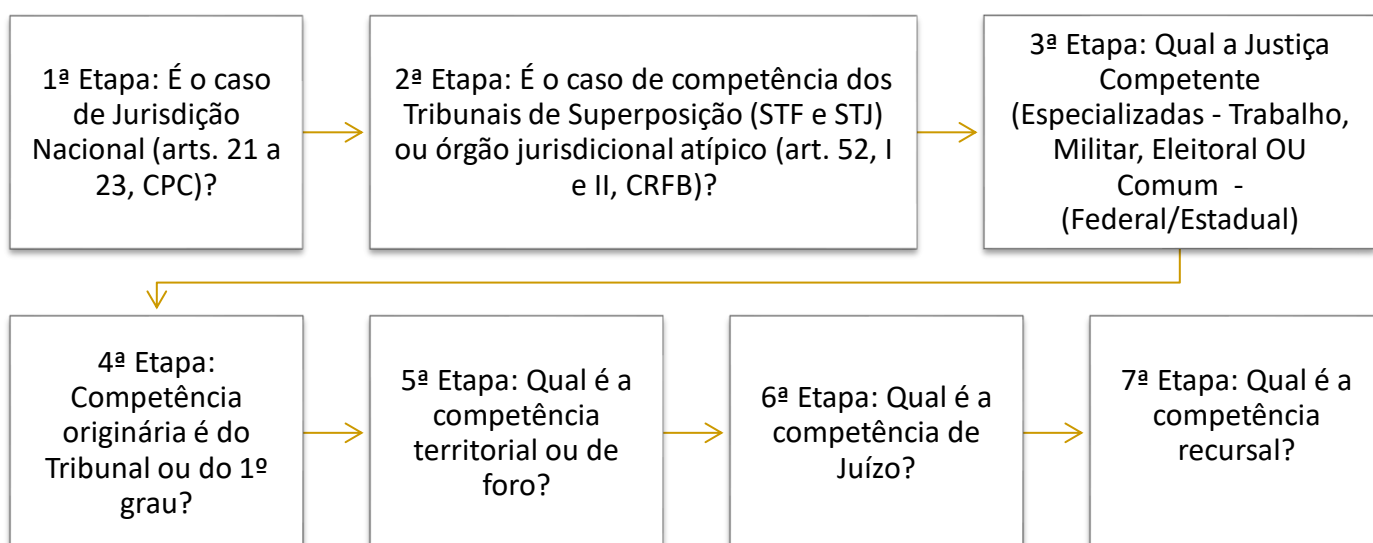 1ª Etapa: É o caso
de Jurisdição
Nacional (arts. 21 a
23, CPC)?
2ª Etapa: É o caso de competência dos
Tribunais de Superposição (STF e STJ)
ou órgão jurisdicional atípico (art. 52, I
e II, CRFB)?
3ª Etapa: Qual a Justiça
Competente
(Especializadas - Trabalho,
Militar, Eleitoral OU
Comum -
(Federal/Estadual)
4ª Etapa:
Competência
originária é do
Tribunal ou do 1º
grau?
5ª Etapa: Qual é a
competência
territorial ou de
foro?
6ª Etapa: Qual é a
competência de
Juízo?
7ª Etapa: Qual é a
competência
recursal?